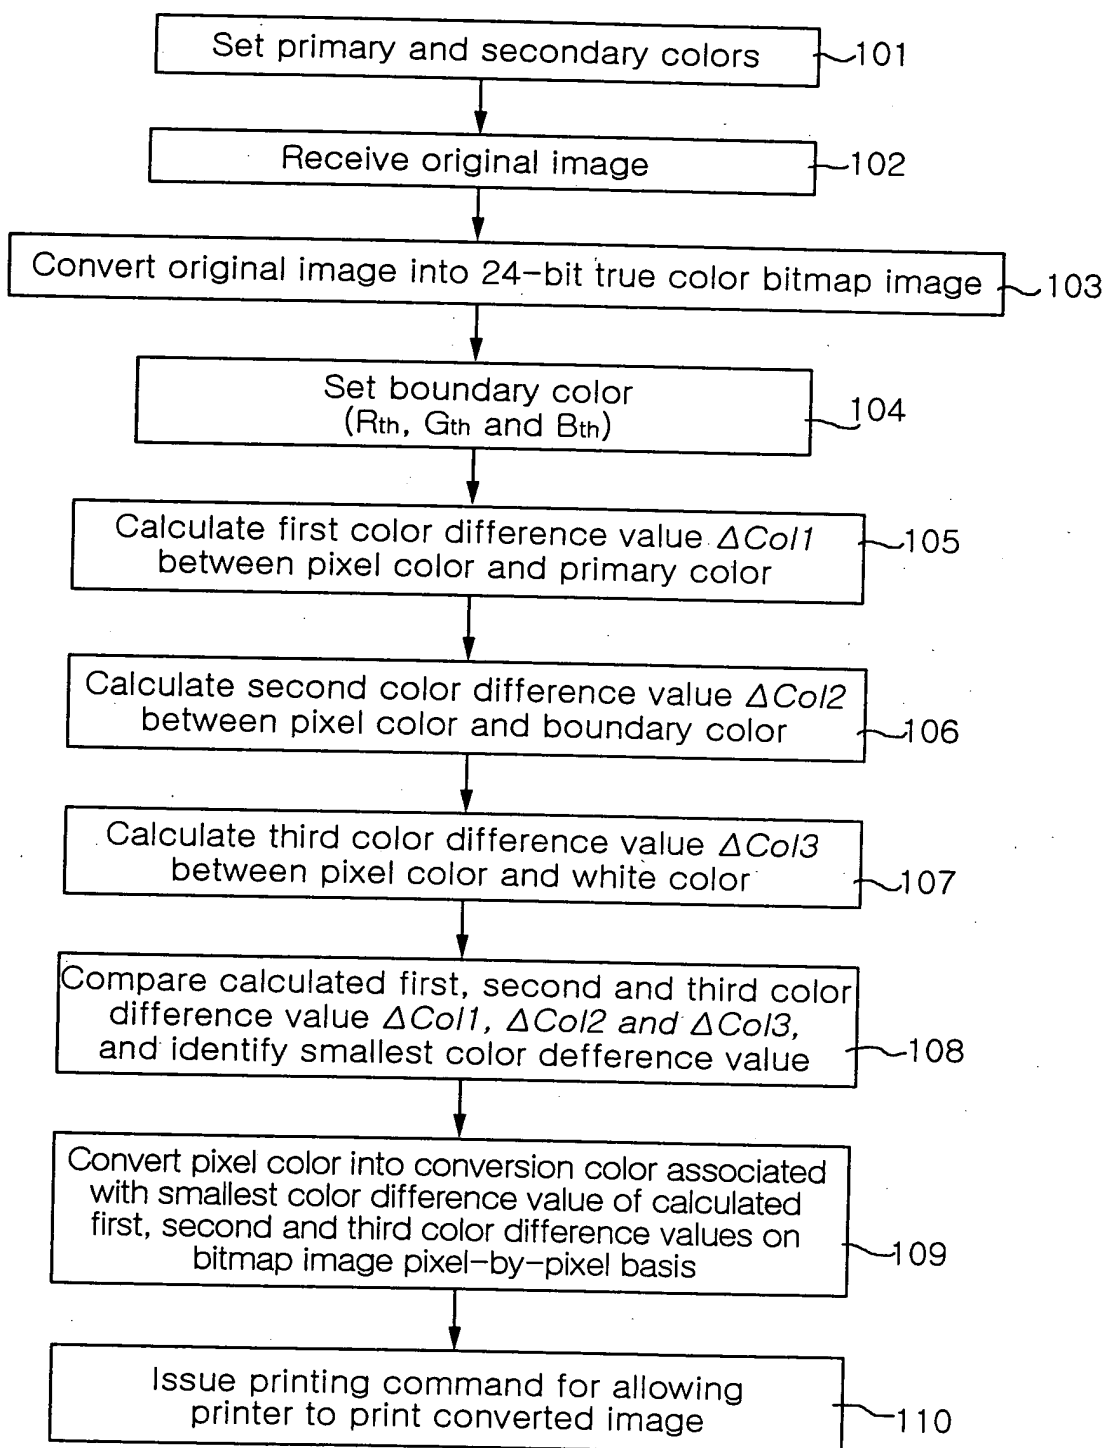 Set primary and secondary colors
101
Receive original image
102
Convert original image into 24-bit true color bitmap image
103
Set boundary color
(Rth, Gth and Bth)
104
Calculate first color difference value ΔCol1
between pixel color and primary color
105
Calculate second color difference value ΔCol2
between pixel color and boundary color
106
Calculate third color difference value ΔCol3
between pixel color and white color
107
Compare calculated first, second and third color
difference value ΔCol1, ΔCol2 and ΔCol3,
and identify smallest color defference value
108
Convert pixel color into conversion color associated
with smallest color difference value of calculated
first, second and third color difference values on
bitmap image pixel-by-pixel basis
109
Issue printing command for allowing
printer to print converted image
110